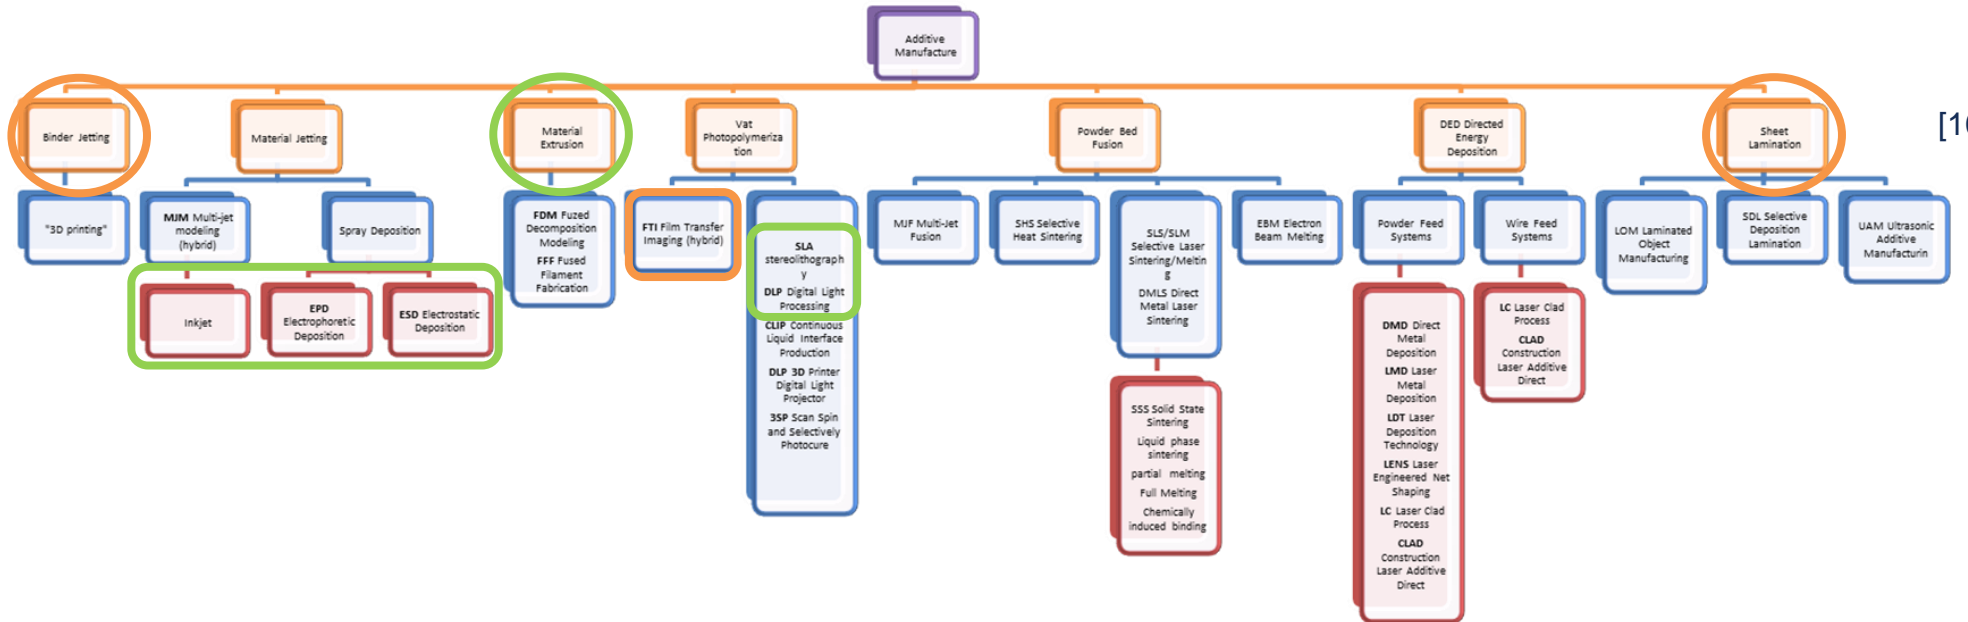 Additive
Manufacture
Binder Jetting
Material Jetting
Material
Extrusion
Vat
Photopolymeriza
tion
Powder Bed
Fusion
DED Directed
Energy
Deposition
Sheet
Lamination
[16
"3D printing"
MJM Multi-jet
modeling
(hybrid)
Spray Deposition
FDM Fuzed
Decomposition
Modeling
FFF Fused
Filament
Fabrication
FTI Film Transfer
Imaging (hybrid)
SLA
stereolithograph
y
DLP Digital Light
Processing
CLIP Continuous
Liquid Interface
Production
DLP 3D Printer
Digital Light
Projector
3SP Scan Spin
and Selectively
Photocure
MJF Multi-Jet
Fusion
SHS Selective
Heat Sintering
SLS/SLM
Selective Laser
Sintering/Meltin
g
DMLS Direct
Metal Laser
Sintering
EBM Electron
Beam Melting
Powder Feed
Systems
Wire Feed
Systems
LOM Laminated
Object
Manufacturing
SDL Selective
Deposition
Lamination
UAM Ultrasonic
Additive
Manufacturin
Inkjet
EPD
Electrophoretic
Deposition
ESD Electrostatic
Deposition
SSS Solid State
Sintering
Liquid phase
sintering
partial melting
Full Melting
Chemically
induced binding
DMD Direct
Metal
Deposition
LMD Laser
Metal
Deposition
LDT Laser
Deposition
Technology
LENS Laser
Engineered Net
Shaping
LC Laser Clad
Process
CLAD
Construction
Laser Additive
Direct
LC Laser Clad
Process
CLAD
Construction
Laser Additive
Direct